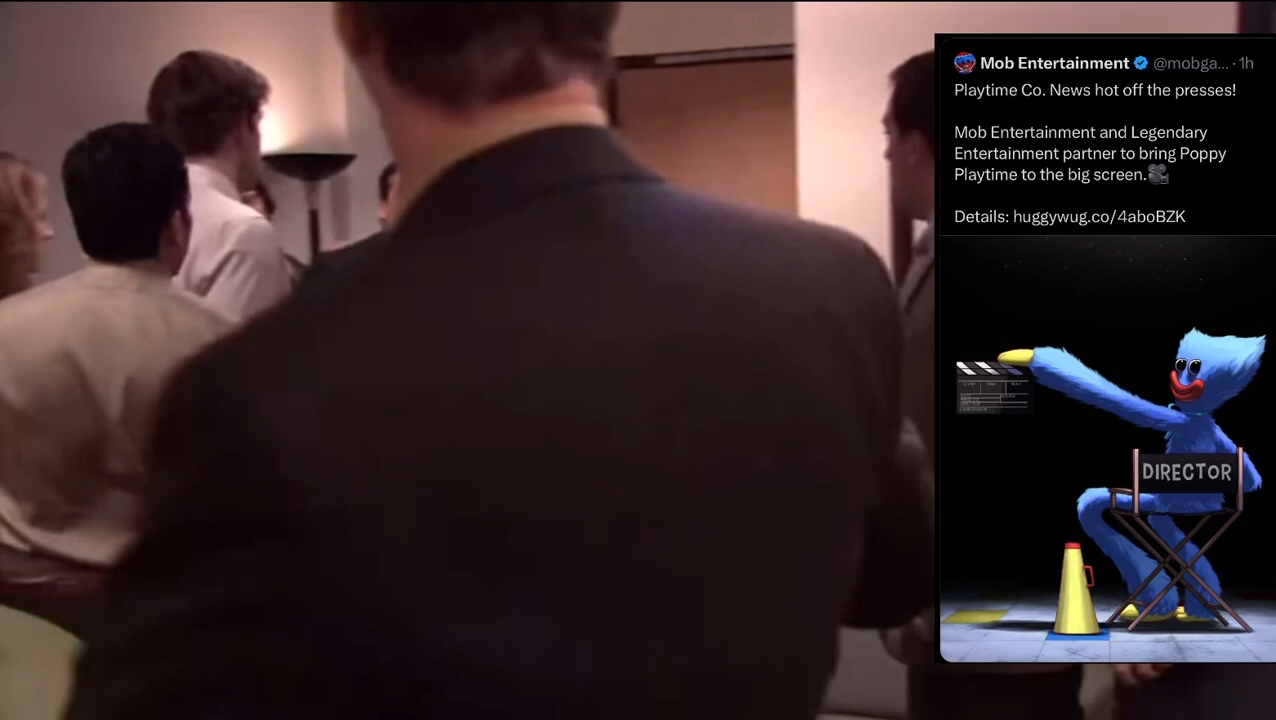 Mob Entertainment @mobga... · 1h
Playtime Co. News hot off the presses!
Mob Entertainment and Legendary
Entertainment partner to bring Poppy
Playtime to the big screen.🎥
Details: huggywug.co/4aboBZK
DIRECTOR